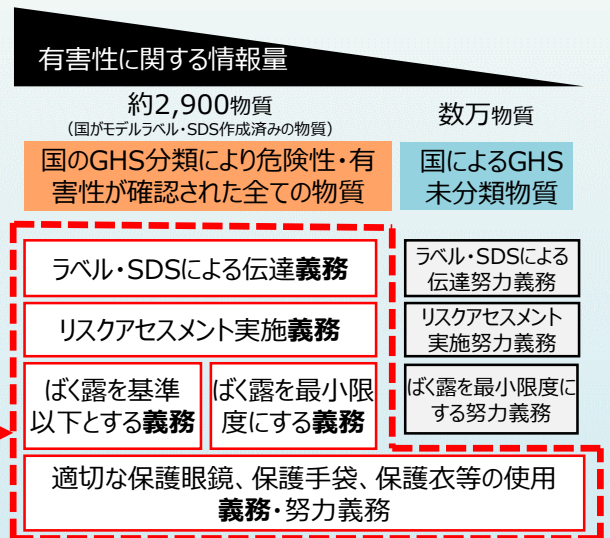 有害性に関する情報量
約2,900物質
(国がモデルラベル・SDS作成済みの物質)
数万物質
国のGHS分類により危険性・有
害性が確認された全ての物質
国によるGHS
未分類物質
ラベル・SDSによる伝達義務
ラベル・SDSによる
伝達努力義務
リスクアセスメント実施義務
リスクアセスメント
実施努力義務
ばく露を基準
以下とする義務
ばく露を最小限
度にする義務
ばく露を最小限度に
する努力義務
適切な保護眼鏡、保護手袋、保護衣等の使用
義務・努力義務